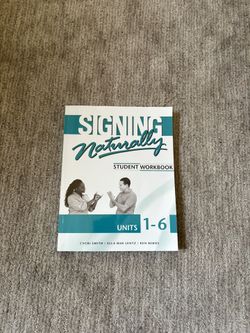 SIGNING
Naturally
STUDENT WORKBOOK
UNITS 1-6
CHERI SMITH / ELLA MAE LENTZ / KEN MIKOS